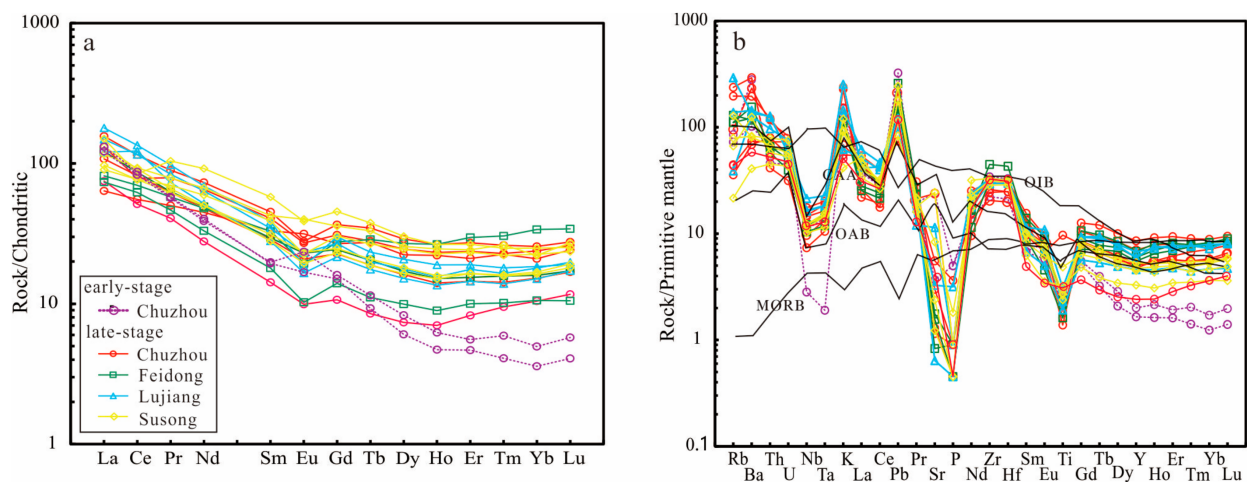 a
Rock/Chondritic
1000
100
10
1
early-stage
Chuzhou
late-stage
Chuzhou
Feidong
Lujiang
Susong
La Ce Pr Nd Sm Eu Gd Tb Dy Ho Er Tm Yb Lu
b
Rock/Primitive mantle
1000
100
10
1
0.1
OIB
OAB
MORB
Rb Th Nb K Ce Pr P Zr Sm Ti Tb Y Er Yb
Ba U Ta La Pb Sr Nd Hf Eu Gd Dy Ho Tm Lu